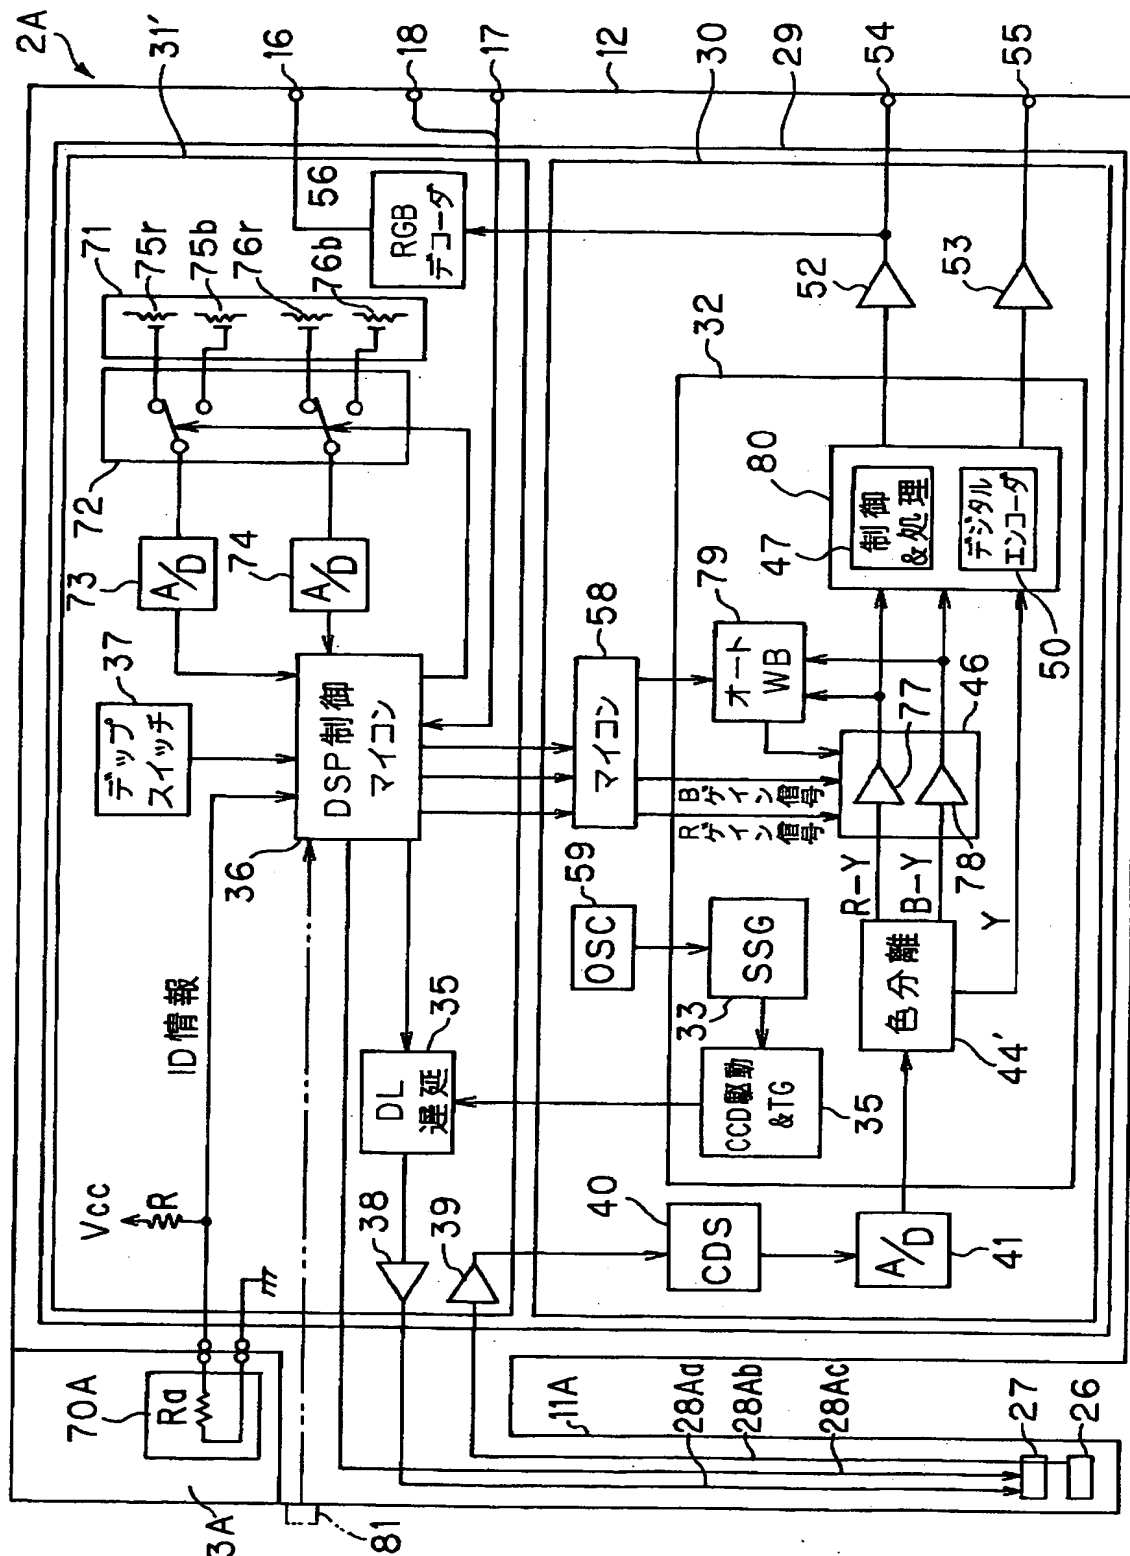 2A
31'
16
18
17
12
30
29
54
55
56
RGB
デコーダ
71
75r
75b
76r
76b
72
73
A/D
74
A/D
37
デップ
スイッチ
DSP制御
マイコン
36
ID情報
Vcc
R
DL
遅延
35
38
39
70A
Ra
3A
81
11A
28Aa
28Ab
28Ac
27
26
52
53
32
80
47
制御
&処理
デジタル
エンコーダ
50
79
オート
WB
58
マイコン
Bゲイン信号
Rゲイン信号
77
46
78
59
OSC
SSG
33
R-Y
B-Y
Y
色分離
44'
CCD駆動
&TG
35
40
CDS
A/D
41